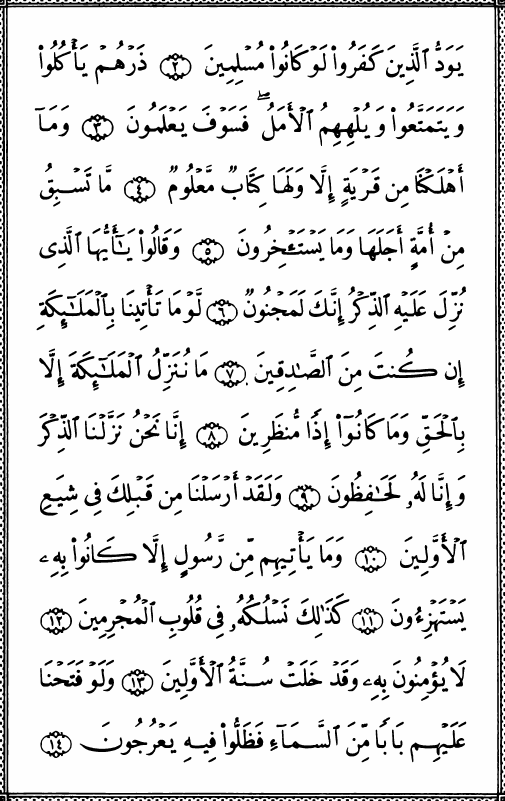 يَوَدُّ ٱلَّذِينَ كَفَرُوا۟ لَوْ كَانُوا۟ مُسْلِمِينَ ۝٢ ذَرْهُمْ يَأْكُلُوا۟
وَيَتَمَتَّعُوا۟ وَيُلْهِهِمُ ٱلْأَمَلُ ۖ فَسَوْفَ يَعْلَمُونَ ۝٣ وَمَآ
أَهْلَكْنَا مِن قَرْيَةٍ إِلَّا وَلَهَا كِتَابٌ مَّعْلُومٌ ۝٤ مَّا تَسْبِقُ
مِنْ أُمَّةٍ أَجَلَهَا وَمَا يَسْتَـْٔخِرُونَ ۝٥ وَقَالُوا۟ يَـٰٓأَيُّهَا ٱلَّذِى
نُزِّلَ عَلَيْهِ ٱلذِّكْرُ إِنَّكَ لَمَجْنُونٌ ۝٦ لَّوْ مَا تَأْتِينَا بِٱلْمَلَـٰٓئِكَةِ
إِن كُنتَ مِنَ ٱلصَّـٰدِقِينَ ۝٧ مَا نُنَزِّلُ ٱلْمَلَـٰٓئِكَةَ إِلَّا
بِٱلْحَقِّ وَمَا كَانُوٓا۟ إِذًا مُّنظَرِينَ ۝٨ إِنَّا نَحْنُ نَزَّلْنَا ٱلذِّكْرَ
وَإِنَّا لَهُۥ لَحَـٰفِظُونَ ۝٩ وَلَقَدْ أَرْسَلْنَا مِن قَبْلِكَ فِى شِيَعِ
ٱلْأَوَّلِينَ ۝١٠ وَمَا يَأْتِيهِم مِّن رَّسُولٍ إِلَّا كَانُوا۟ بِهِۦ
يَسْتَهْزِءُونَ ۝١١ كَذَٰلِكَ نَسْلُكُهُۥ فِى قُلُوبِ ٱلْمُجْرِمِينَ ۝١٢
لَا يُؤْمِنُونَ بِهِۦ وَقَدْ خَلَتْ سُنَّةُ ٱلْأَوَّلِينَ ۝١٣ وَلَوْ فَتَحْنَا
عَلَيْهِم بَابًا مِّنَ ٱلسَّمَآءِ فَظَلُّوا۟ فِيهِ يَعْرُجُونَ ۝١٤